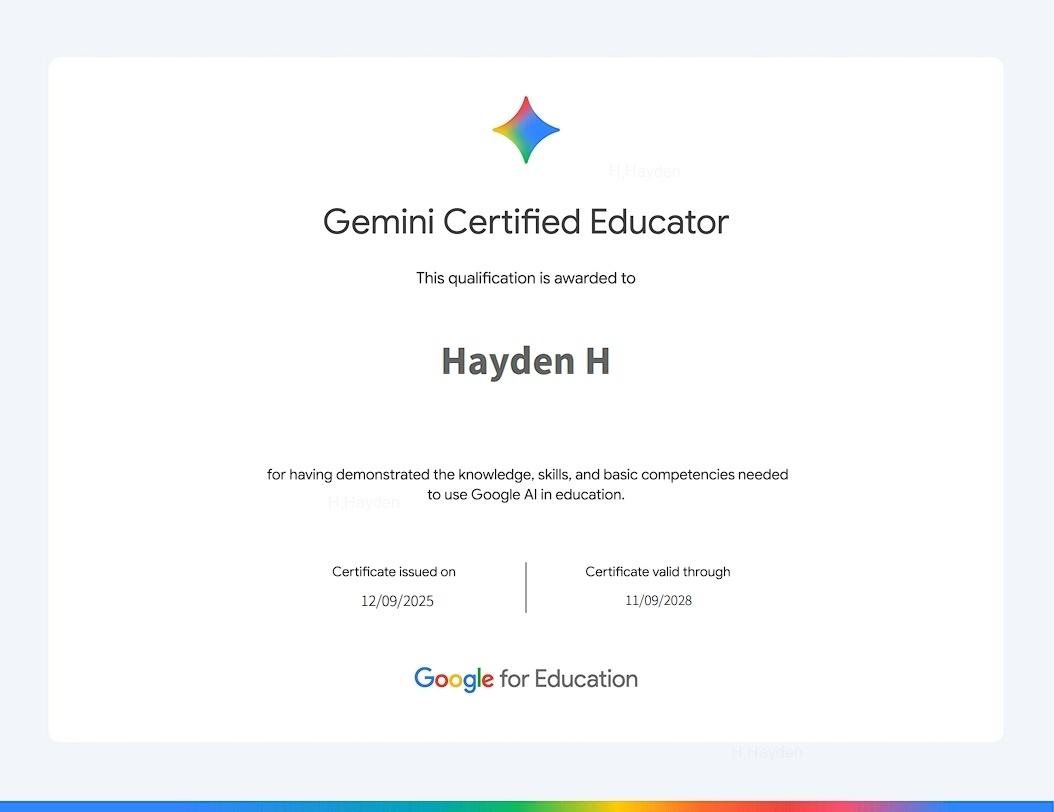 H,Hayden
Gemini Certified Educator
This qualification is awarded to
Hayden H
for having demonstrated the knowledge, skills, and basic competencies needed
to use Google AI in education.
H,Hayden
Certificate issued on
12/09/2025
Certificate valid through
11/09/2028
Google for Education
H,Hayden